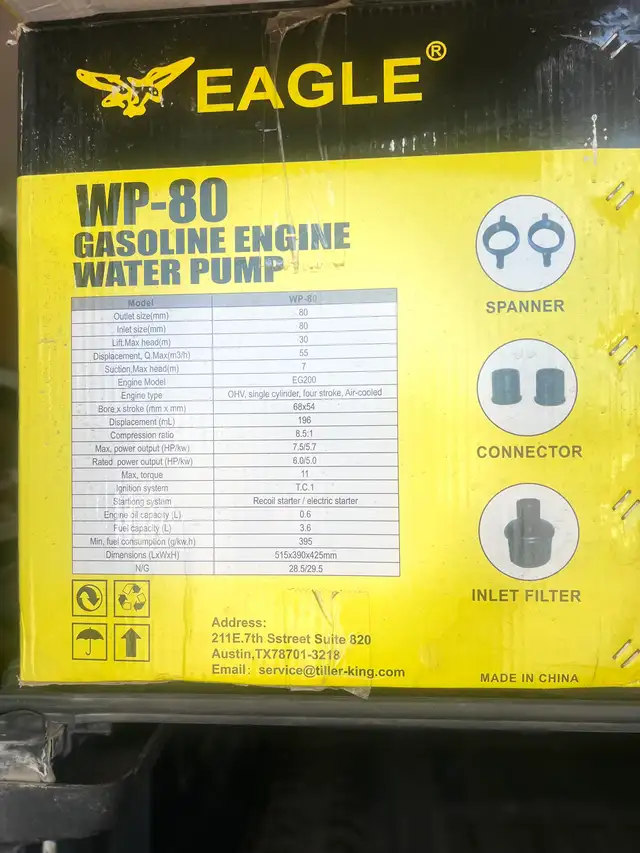 EAGLE®
WP-80
GASOLINE ENGINE
WATER PUMP
Model WP-80
Outlet size(mm) 80
Inlet size(mm) 80
Lift.Max head(m) 30
Displacement, Q.Max(m3/h) 55
Suction,Max head(m) 7
Engine Model EG200
Engine type OHV, single cylinder, four stroke, Air-cooled
Bore,x stroke (mm x mm) 68x54
Displacement (mL) 196
Compression ratio 8.5:1
Max, power output (HP/kw) 7.5/5.7
Rated power output (HP/kw) 6.0/5.0
Max, torque 11
Ignition system T.C.1
Startiong system Recoil starter / electric starter
Engine oil capacity (L) 0.6
Fuel capacity (L) 3.6
Min, fuel consumption (g/kw.h) 395
Dimensions (LxWxH) 515x390x425mm
N/G 28.5/29.5
SPANNER
CONNECTOR
INLET FILTER
Address:
211E.7th Sstreet Suite 820
Austin,TX78701-3218
Email: service@tiller-king.com
MADE IN CHINA